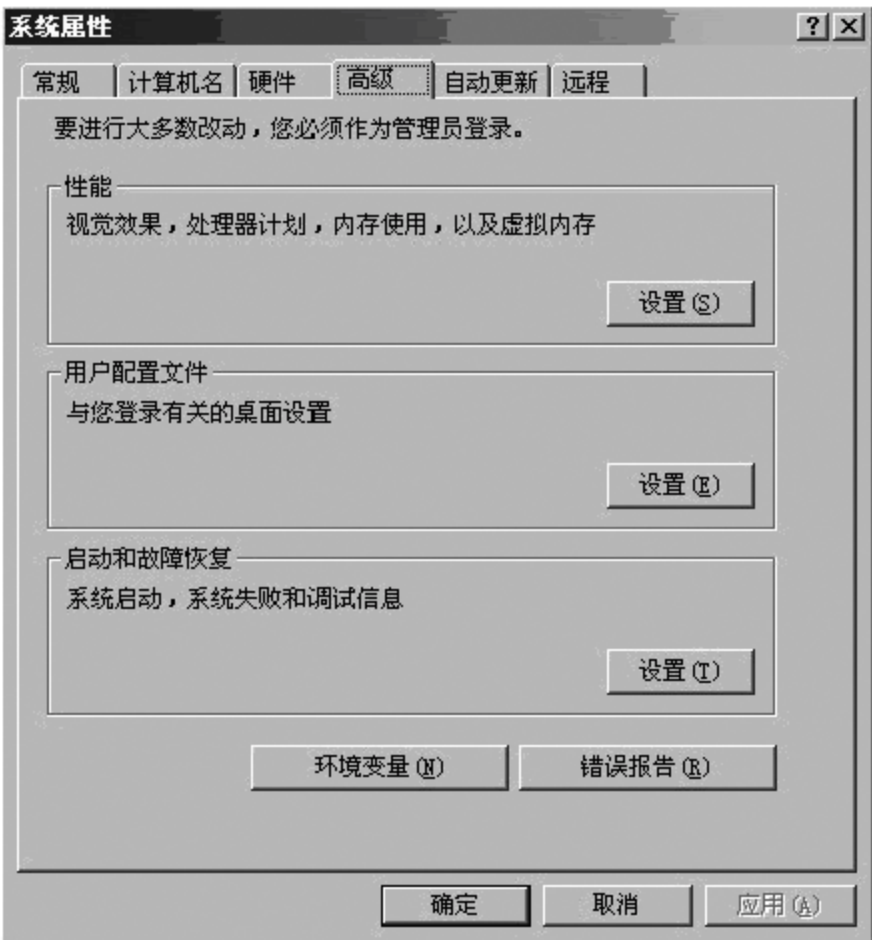 系统属性
常规 计算机名 硬件 高级 自动更新 远程
要进行大多数改动，您必须作为管理员登录。
性能
视觉效果，处理器计划，内存使用，以及虚拟内存
设置(S)
用户配置文件
与您登录有关的桌面设置
设置(E)
启动和故障恢复
系统启动，系统失败和调试信息
设置(T)
环境变量(N) 错误报告(R)
确定 取消 应用(A)